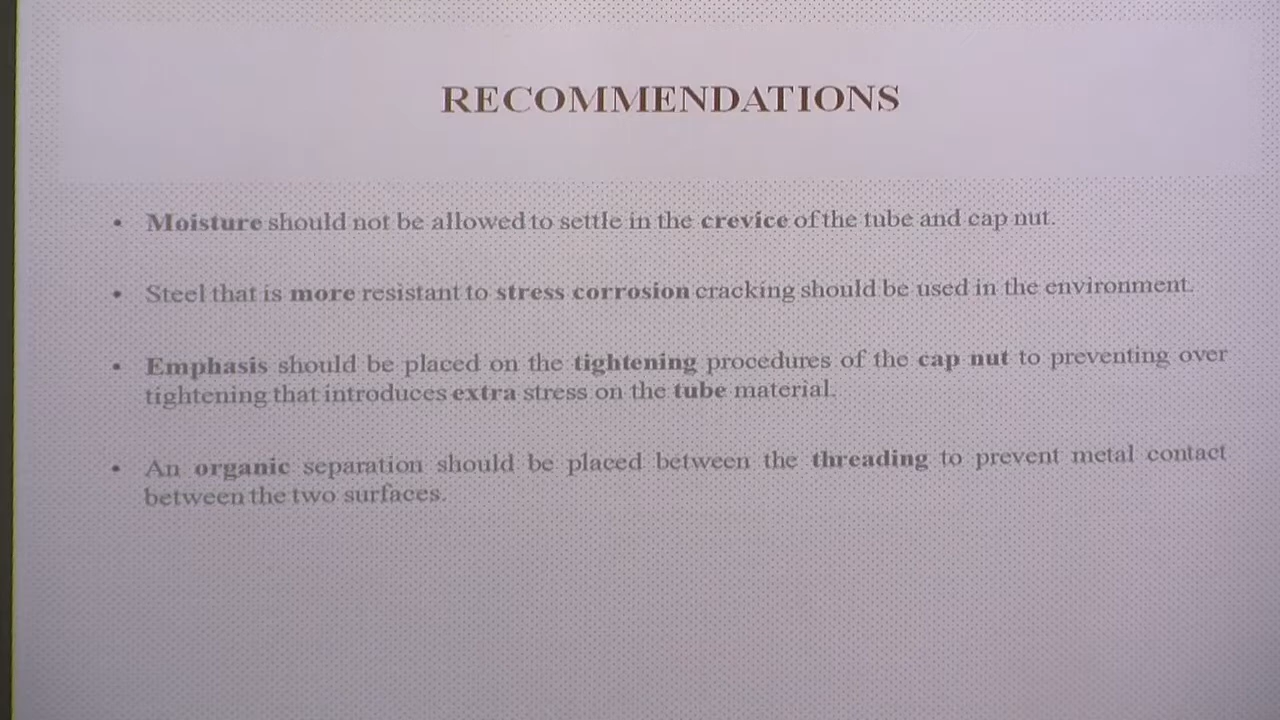 RECOMMENDATIONS
• Moisture should not be allowed to settle in the crevice of the tube and cap nut.
• Steel that is more resistant to stress corrosion cracking should be used in the environment.
• Emphasis should be placed on the tightening procedures of the cap nut to preventing over
tightening that introduces extra stress on the tube material.
• An organic separation should be placed between the threading to prevent metal contact
between the two surfaces.